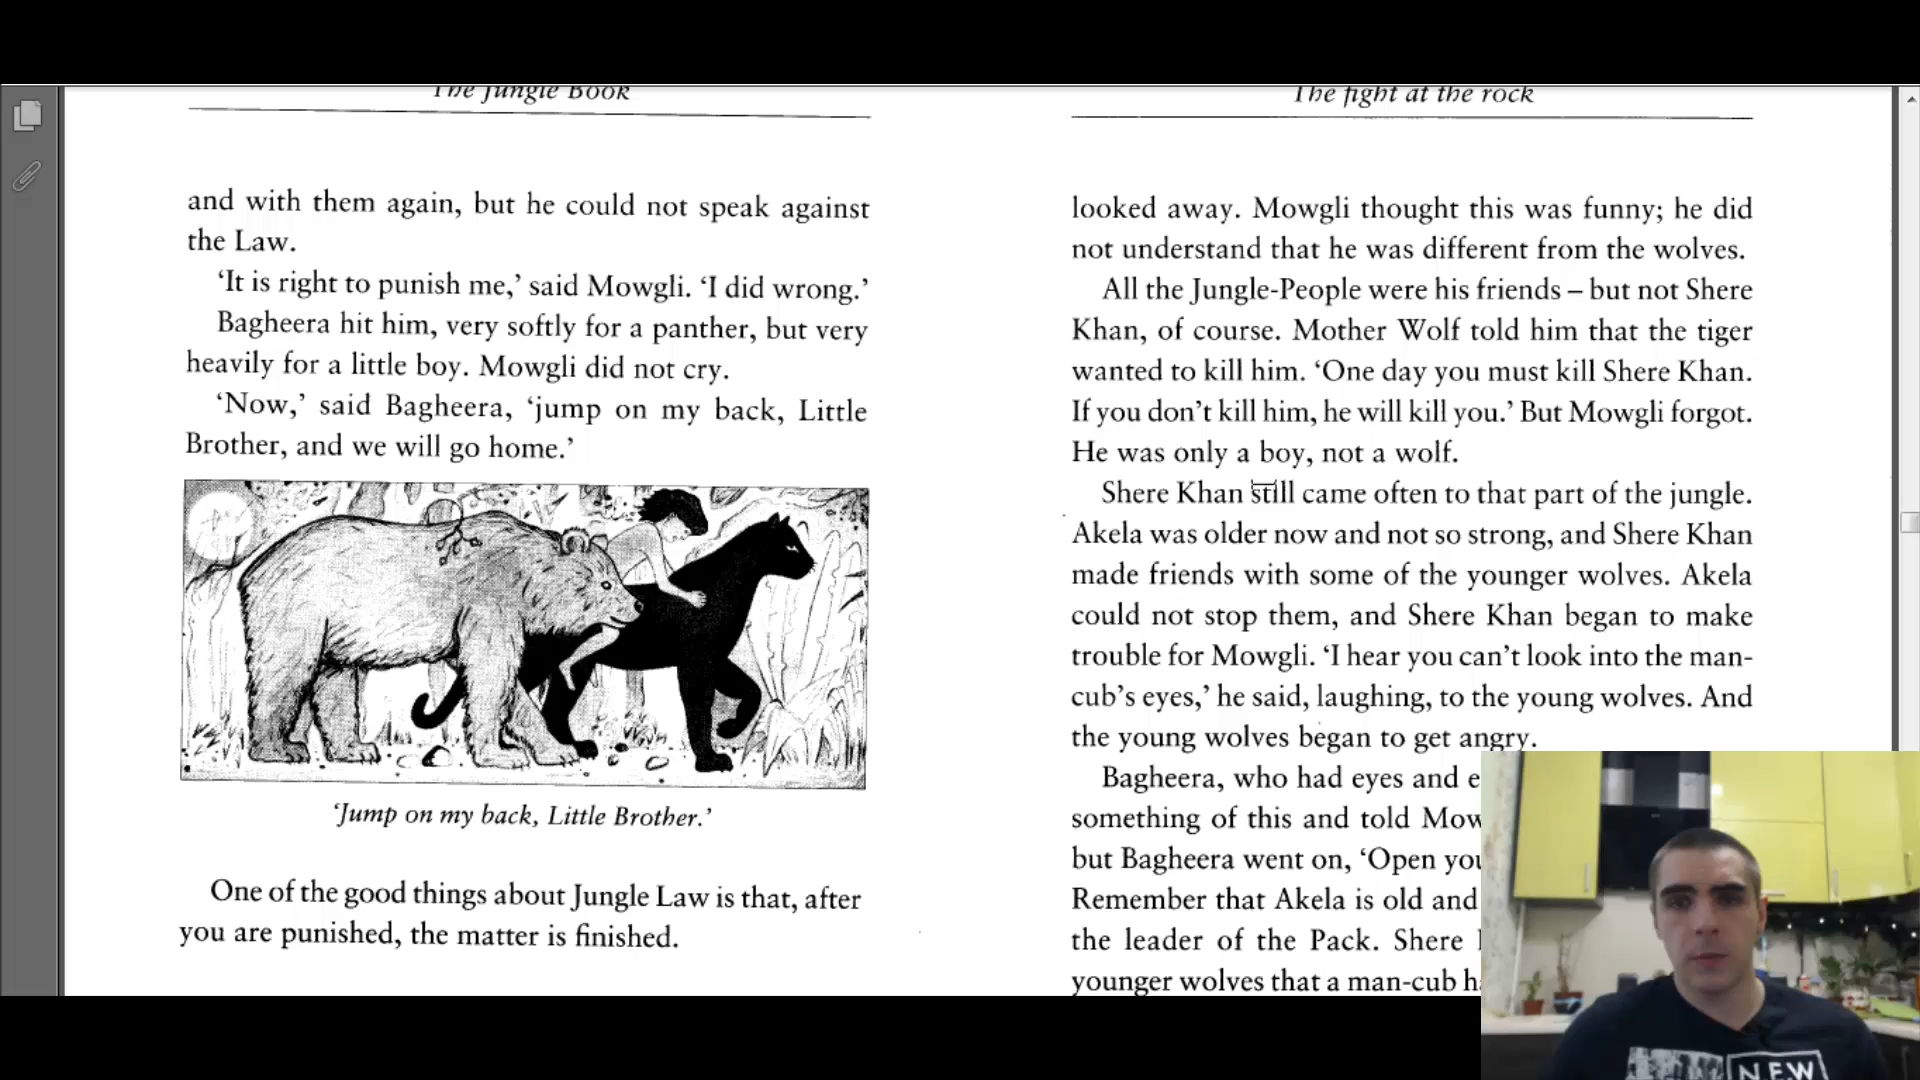 The Jungle Book
and with them again, but he could not speak against
the Law.
‘It is right to punish me,’ said Mowgli. ‘I did wrong.’
Bagheera hit him, very softly for a panther, but very
heavily for a little boy. Mowgli did not cry.
‘Now,’ said Bagheera, ‘jump on my back, Little
Brother, and we will go home.’
‘Jump on my back, Little Brother.’
One of the good things about Jungle Law is that, after
you are punished, the matter is finished.
The fight at the rock
looked away. Mowgli thought this was funny; he did
not understand that he was different from the wolves.
All the Jungle-People were his friends – but not Shere
Khan, of course. Mother Wolf told him that the tiger
wanted to kill him. ‘One day you must kill Shere Khan.
If you don’t kill him, he will kill you.’ But Mowgli forgot.
He was only a boy, not a wolf.
Shere Khan still came often to that part of the jungle.
Akela was older now and not so strong, and Shere Khan
made friends with some of the younger wolves. Akela
could not stop them, and Shere Khan began to make
trouble for Mowgli. ‘I hear you can’t look into the man-
cub’s eyes,’ he said, laughing, to the young wolves. And
the young wolves began to get angry.
Bagheera, who had eyes and
something of this and told
but Bagheera went on, ‘Open
Remember that Akela is old and
the leader of the Pack. Shere
younger wolves that a man-cub
NEW